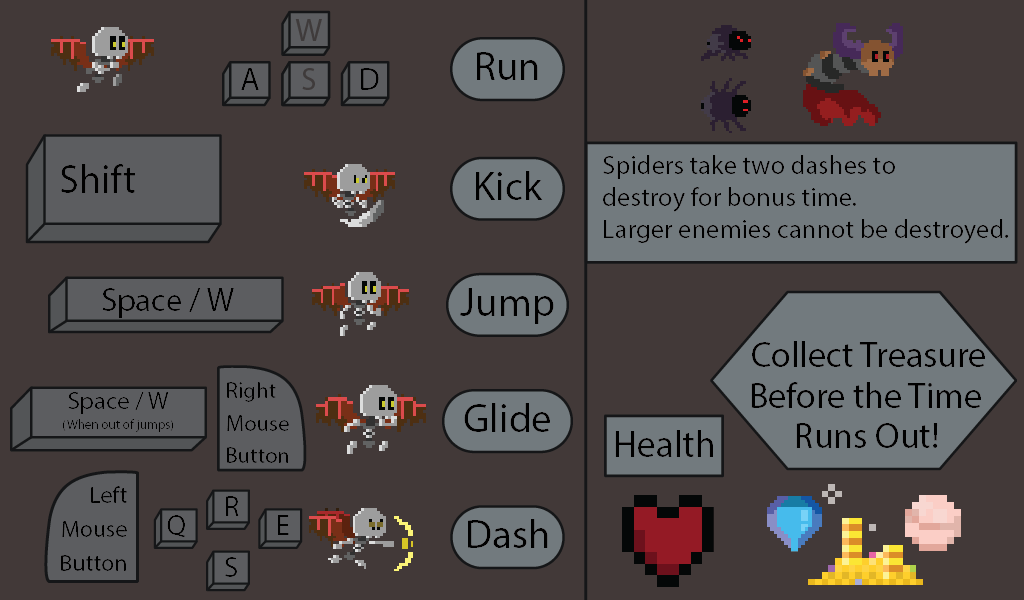 W
A S D
Run
Shift
Kick
Space / W
Jump
Space / W
(When out of jumps)
Right
Mouse
Button
Glide
Left
Mouse
Button
Q
R
E
S
Dash
Spiders take two dashes to
destroy for bonus time.
Larger enemies cannot be destroyed.
Collect Treasure
Before the Time
Runs Out!
Health